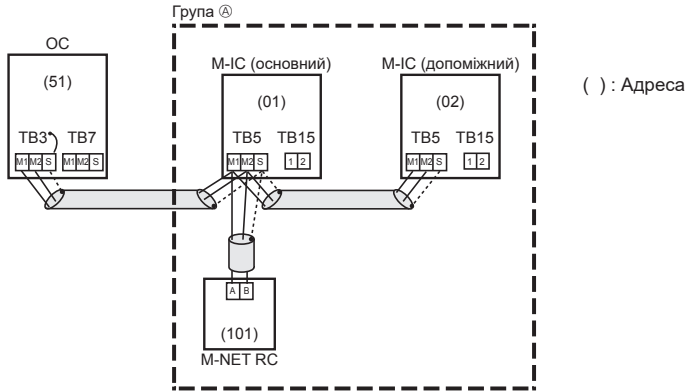 Група Ⓐ
OC
(51)
TB3 TB7
M1 M2 S M1 M2 S
M-IC (основний)
(01)
TB5 TB15
M1 M2 S 1 2
M-IC (допоміжний)
(02)
TB5 TB15
M1 M2 S 1 2
( ) : Адреса
A B
(101)
M-NET RC